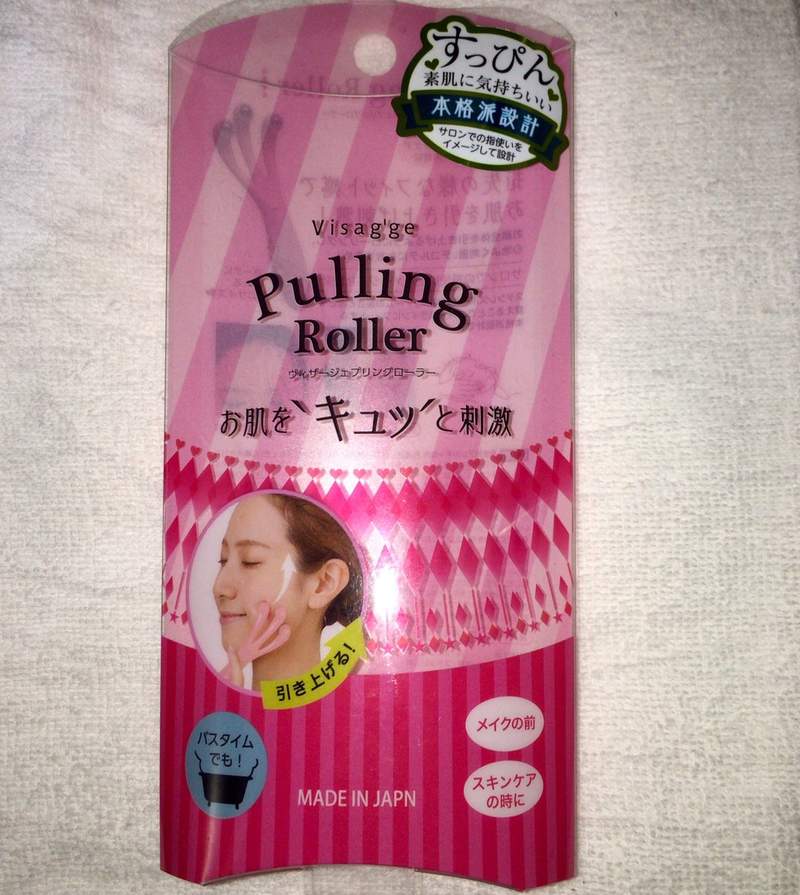 すっぴん
素肌に気持ちいい
本格派設計
サロンでの指使いを
イメージして設計
Visag'ge
Pulling
Roller
ヴィザージュプリングローラー
お肌を〝キュッ〟と刺激
引き上げる!
バスタイム
でも!
メイクの前
スキンケア
の時に
MADE IN JAPN